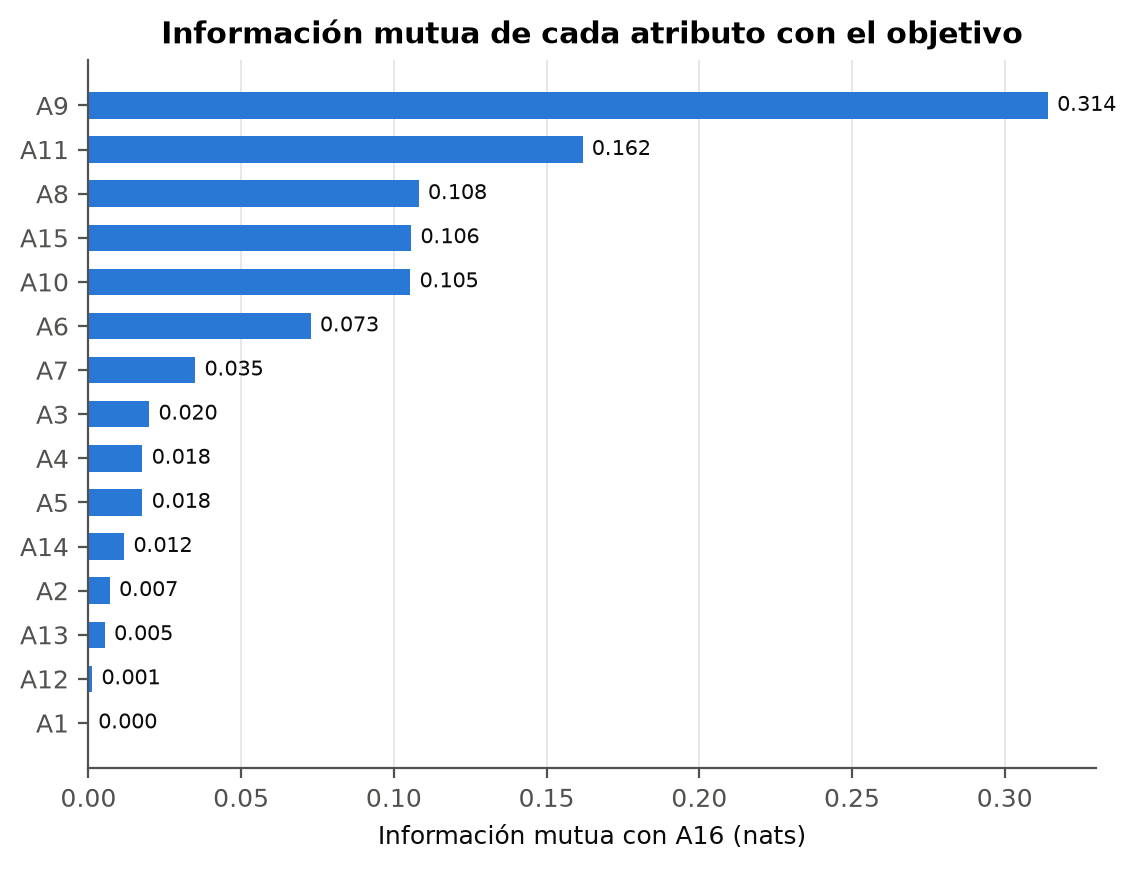 Información mutua de cada atributo con el objetivo
A9 0.314
A11 0.162
A8 0.108
A15 0.106
A10 0.105
A6 0.073
A7 0.035
A3 0.020
A4 0.018
A5 0.018
A14 0.012
A2 0.007
A13 0.005
A12 0.001
A1 0.000
0.00 0.05 0.10 0.15 0.20 0.25 0.30
Información mutua con A16 (nats)